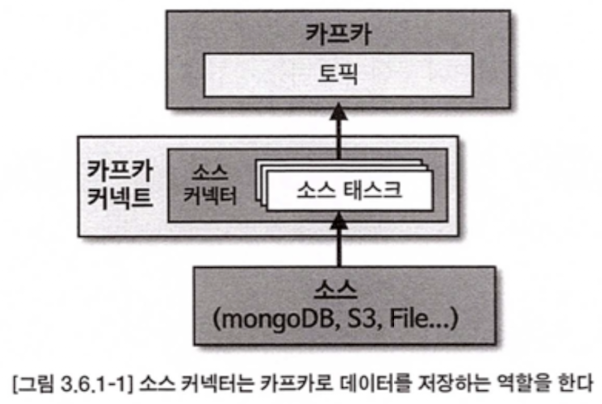 카프카
토픽
카프카
커넥트
소스
커넥터
소스 태스크
소스
(mongoDB, S3, File...)
[그림 3.6.1-1] 소스 커넥터는 카프카로 데이터를 저장하는 역할을 한다